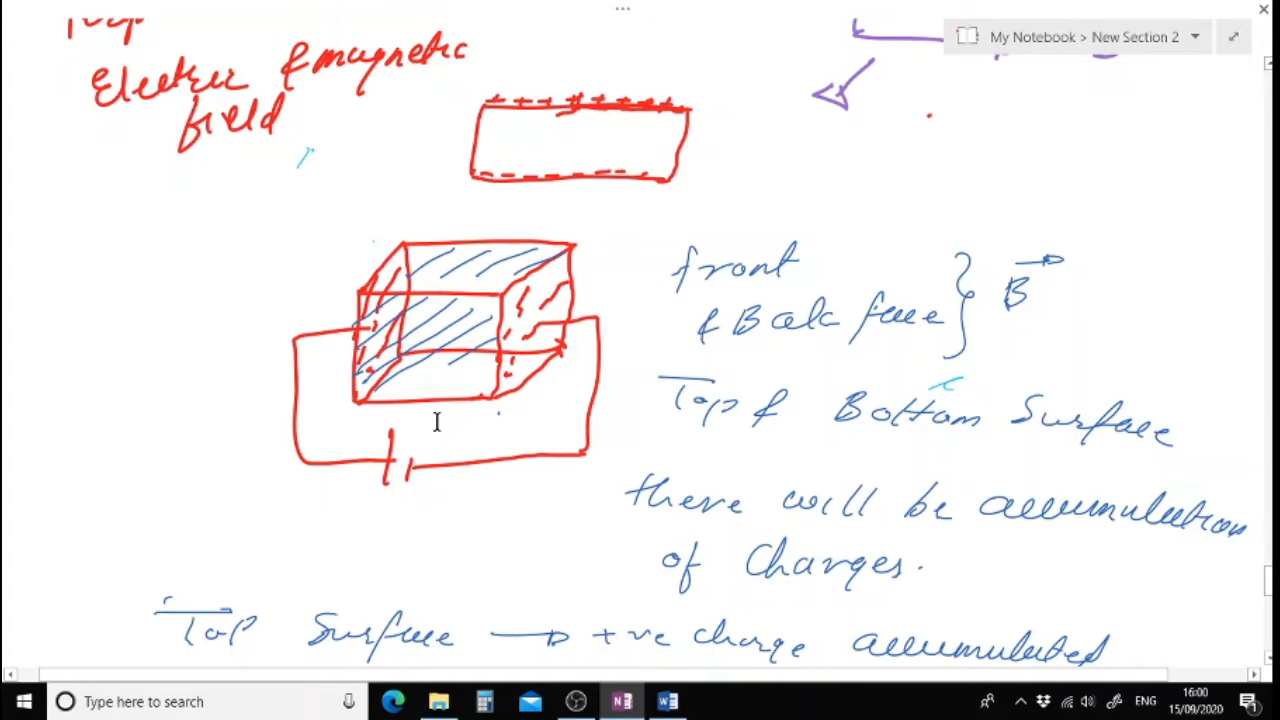 My Notebook > New Section 2
Electric & magnetic
field
+ + + + + + + +
- - - - - - - -
front
& Back face } B
Top & Bottom Surface
there will be accumulation
of Charges.
Top Surface → +ve charge accumulated
Type here to search
ENG
16:00
15/09/2020